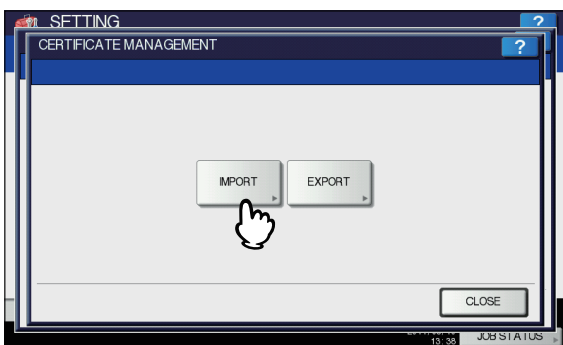 SETTING
?
CERTIFICATE MANAGEMENT
?
IMPORT
EXPORT
CLOSE
13:38
JOB STATUS